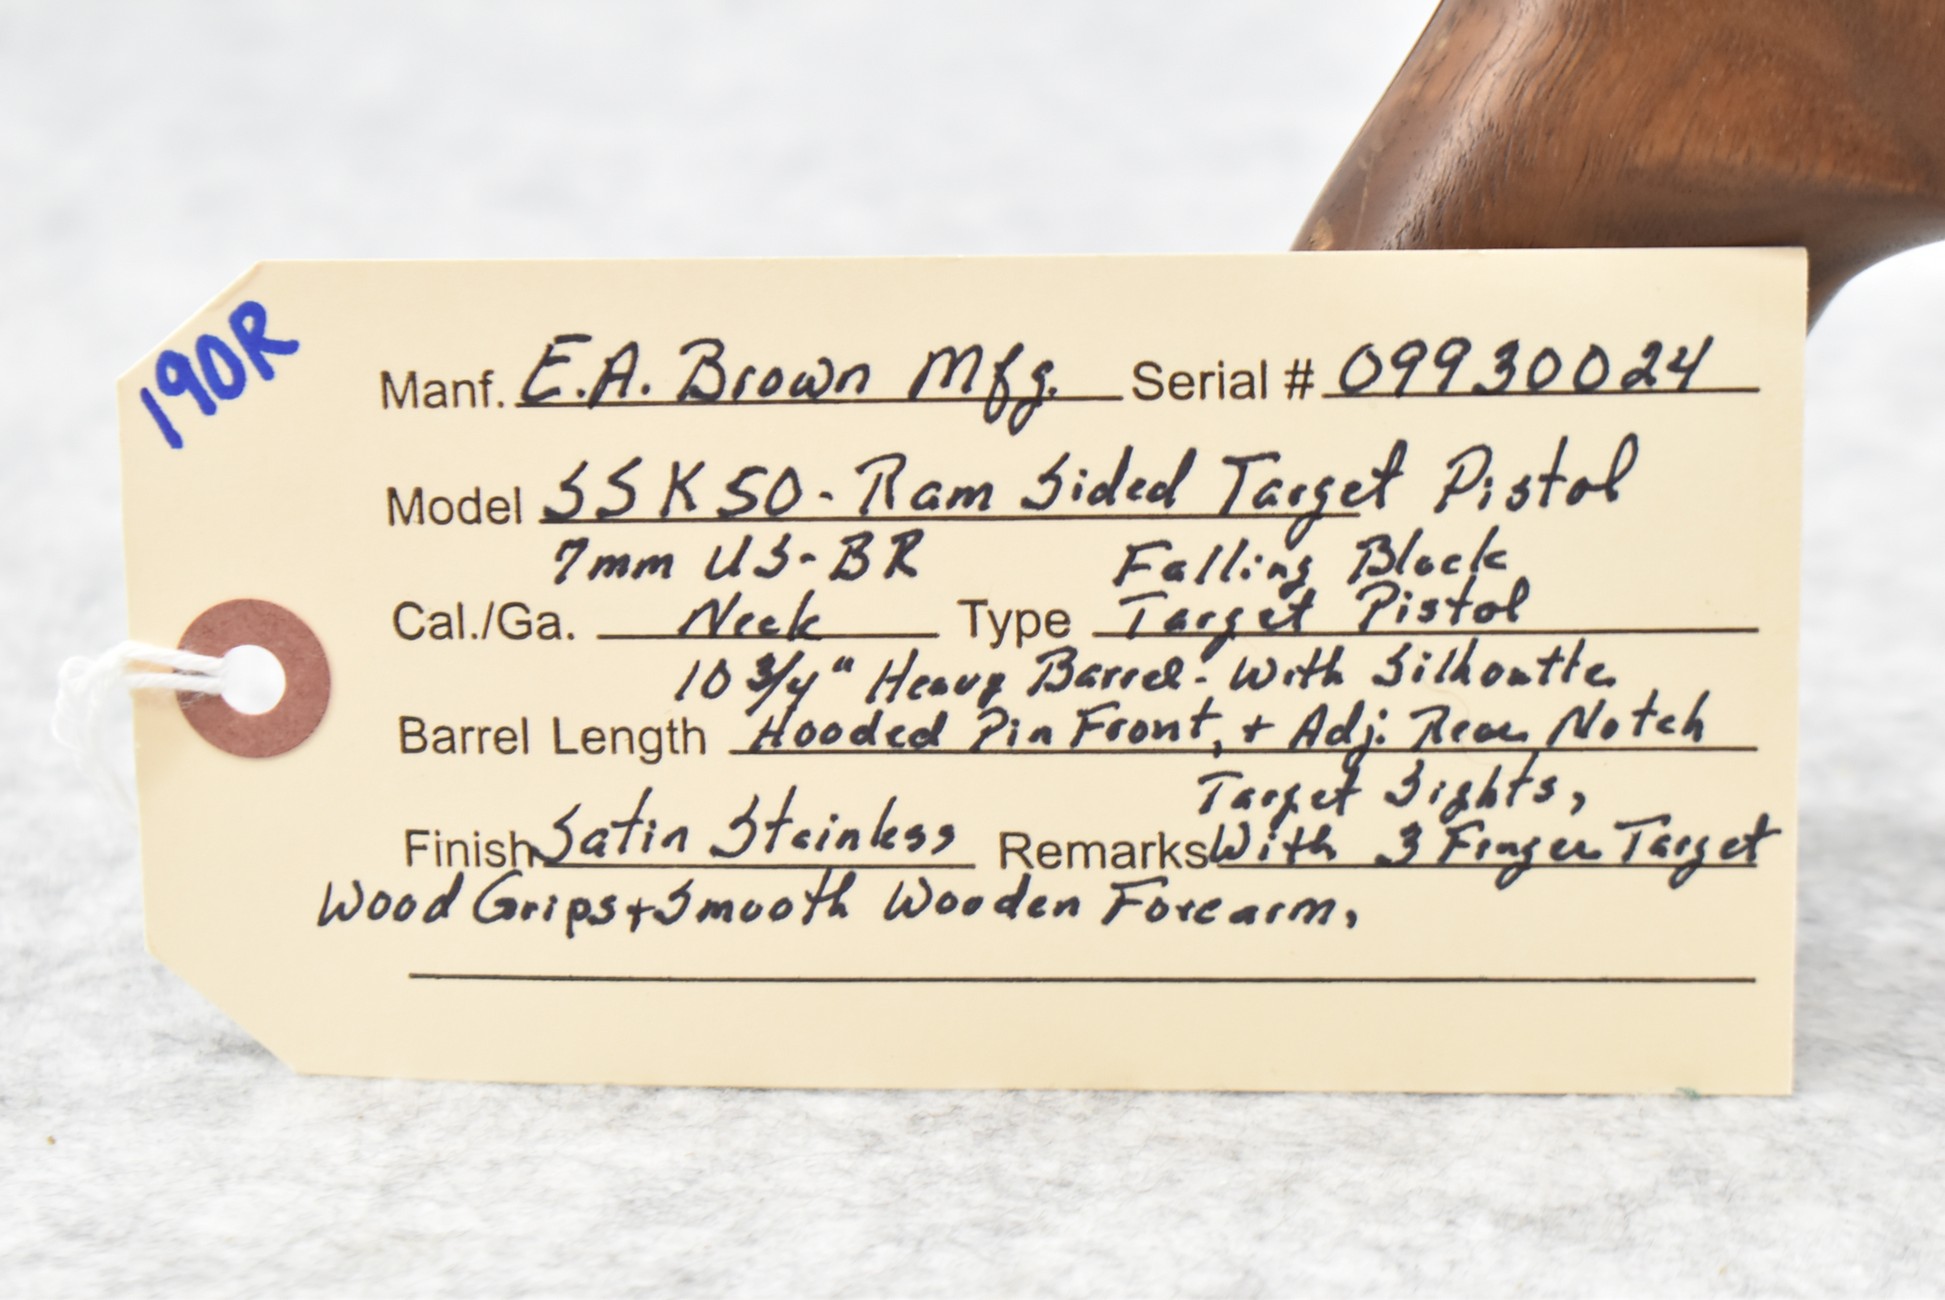 190R
Manf. E.A. Brown Mfg. Serial # 09930024
Model SSK50-Ram Sided Target Pistol
7mm US-BR Falling Block
Cal./Ga. Neck Type Target Pistol
10 3/4" Heavy Barrel - With Silhoutte
Barrel Length Hooded Pin Front, + Adj. Rear Notch
Target Sights,
Finish Satin Stainless Remarks With 3 Finger Target
Wood Grips + Smooth Wooden Forearm,